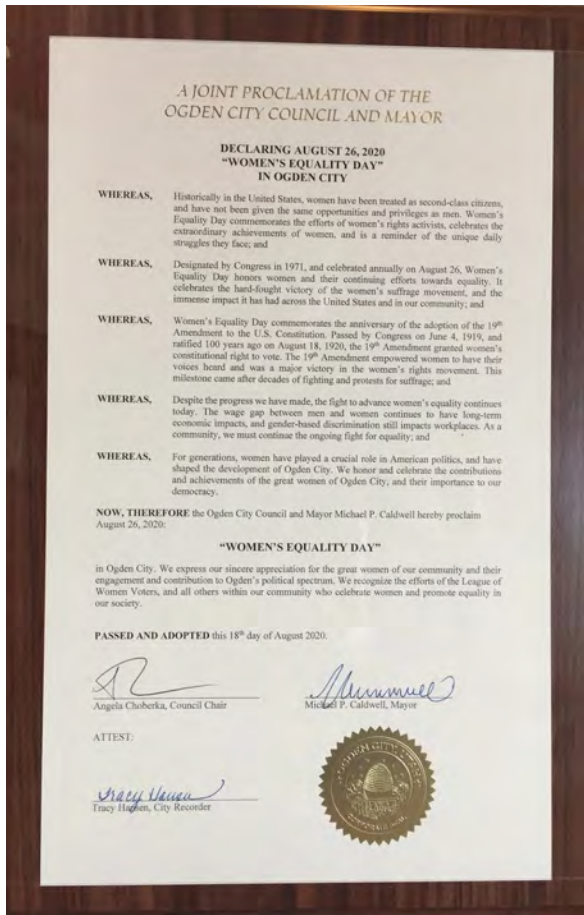 A JOINT PROCLAMATION OF THE
OGDEN CITY COUNCIL AND MAYOR
DECLARING AUGUST 26, 2020
"WOMEN'S EQUALITY DAY"
IN OGDEN CITY
WHEREAS, Historically in the United States, women have been treated as second-class citizens,
and have not been given the same opportunities and privileges as men. Women's
Equality Day commemorates the efforts of women's rights activists, celebrates the
extraordinary achievements of women, and is a reminder of the unique daily
struggles they face; and
WHEREAS, Designated by Congress in 1971, and celebrated annually on August 26, Women's
Equality Day honors women and their continuing efforts towards equality. It
celebrates the hard-fought victory of the women's suffrage movement, and the
immense impact it has had across the United States and in our community; and
WHEREAS, Women's Equality Day commemorates the anniversary of the adoption of the 19th
Amendment to the U.S. Constitution. Passed by Congress on June 4, 1919, and
ratified 100 years ago on August 18, 1920, the 19th Amendment granted women's
constitutional right to vote. The 19th Amendment empowered women to have their
voices heard and was a major victory in the women's rights movement. This
milestone came after decades of fighting and protests for suffrage; and
WHEREAS, Despite the progress we have made, the fight to advance women's equality continues
today. The wage gap between men and women continues to have long-term
economic impacts, and gender-based discrimination still impacts workplaces. As a
community, we must continue the ongoing fight for equality; and
WHEREAS, For generations, women have played a crucial role in American politics, and have
shaped the development of Ogden City. We honor and celebrate the contributions
and achievements of the great women of Ogden City, and their importance to our
democracy.
NOW, THEREFORE the Ogden City Council and Mayor Michael P. Caldwell hereby proclaim
August 26, 2020:
"WOMEN'S EQUALITY DAY"
in Ogden City. We express our sincere appreciation for the great women of our community and their
engagement and contribution to Ogden's political spectrum. We recognize the efforts of the League of
Women Voters, and all others within our community who celebrate women and promote equality in
our society.
PASSED AND ADOPTED this 18th day of August 2020.
Angela Choberka, Council Chair
Michael P. Caldwell, Mayor
ATTEST:
Tracy Hansen
Tracy Hansen, City Recorder
OGDEN CITY